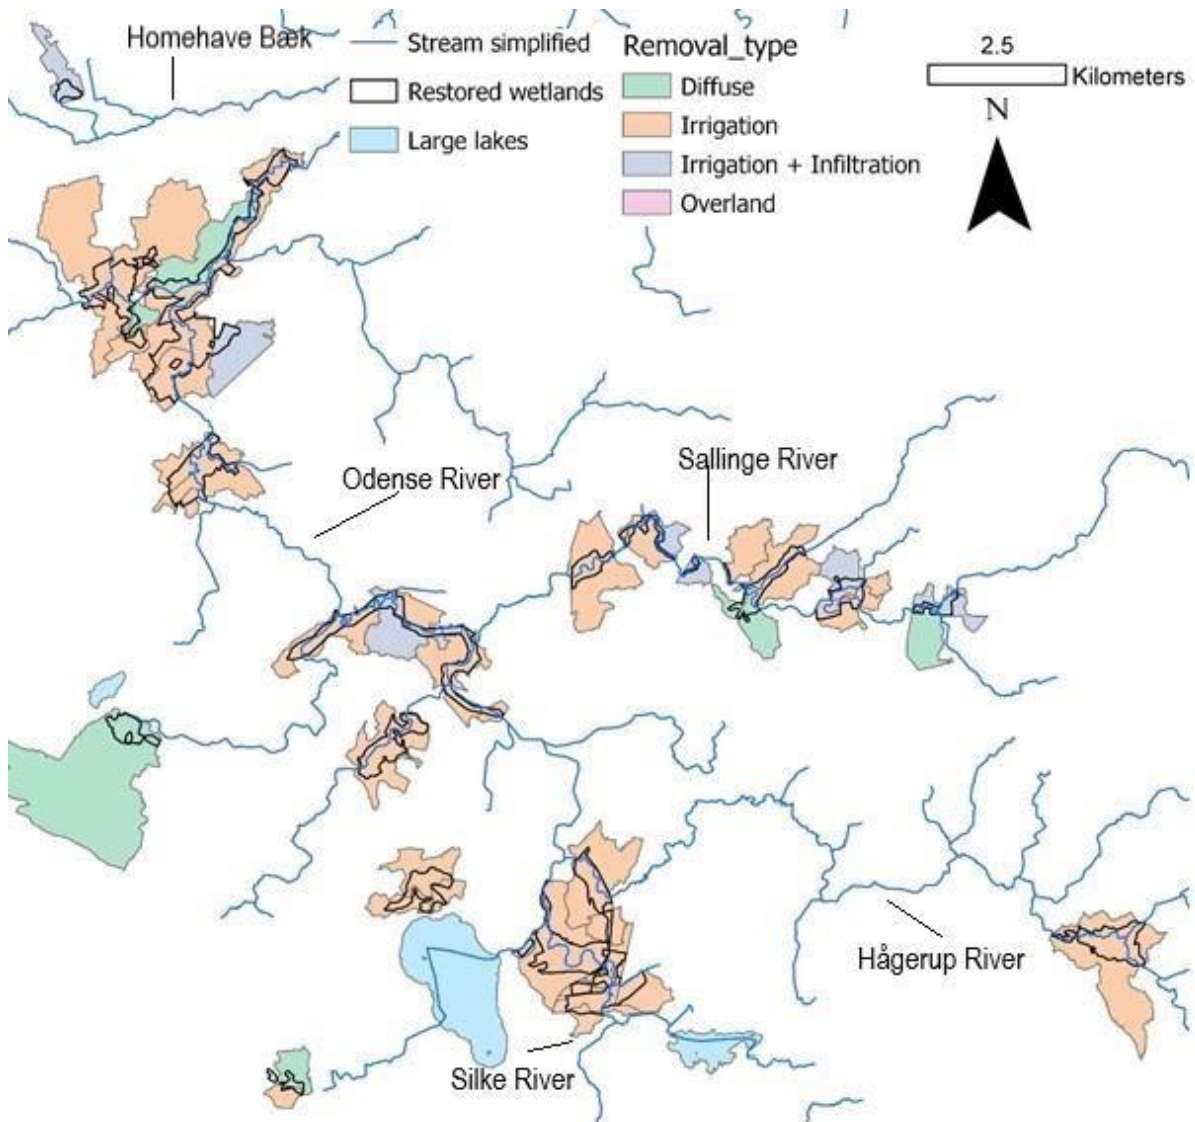 Homehave Bæk
Stream simplified
Restored wetlands
Large lakes
Removal_type
Diffuse
Irrigation
Irrigation + Infiltration
Overland
2.5
Kilometers
N
Sallinge River
Odense River
Hågerup River
Silke River